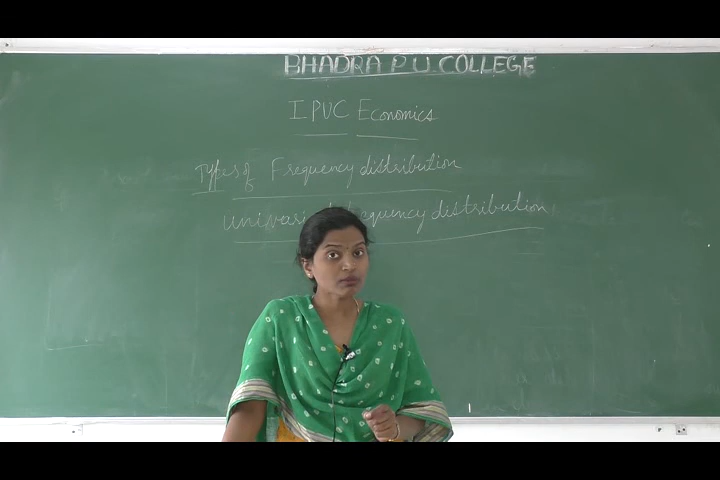 BHADRA P U COLLEGE
I PUC Economics
Types of Frequency distribution
Univariate frequency distribution